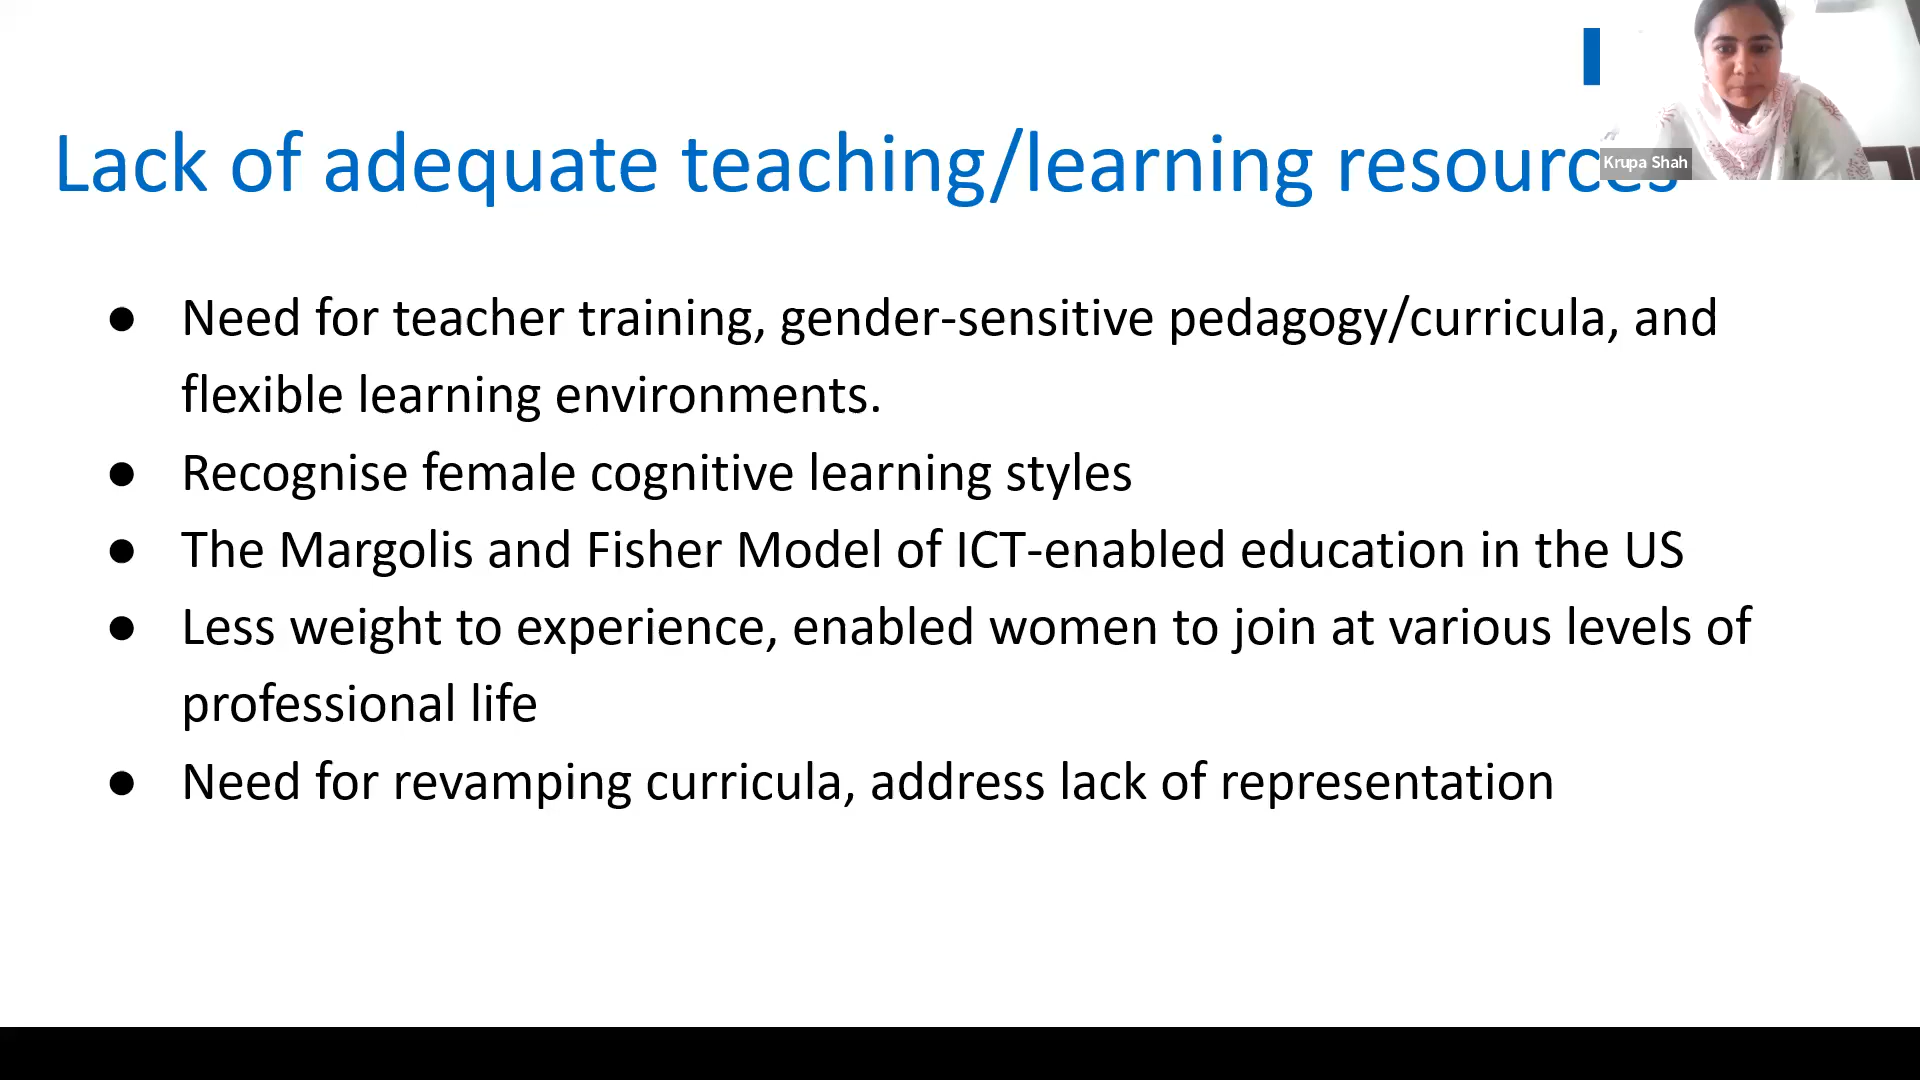 Lack of adequate teaching/learning resources
Krupa Shah
● Need for teacher training, gender-sensitive pedagogy/curricula, and
flexible learning environments.
● Recognise female cognitive learning styles
● The Margolis and Fisher Model of ICT-enabled education in the US
● Less weight to experience, enabled women to join at various levels of
professional life
● Need for revamping curricula, address lack of representation